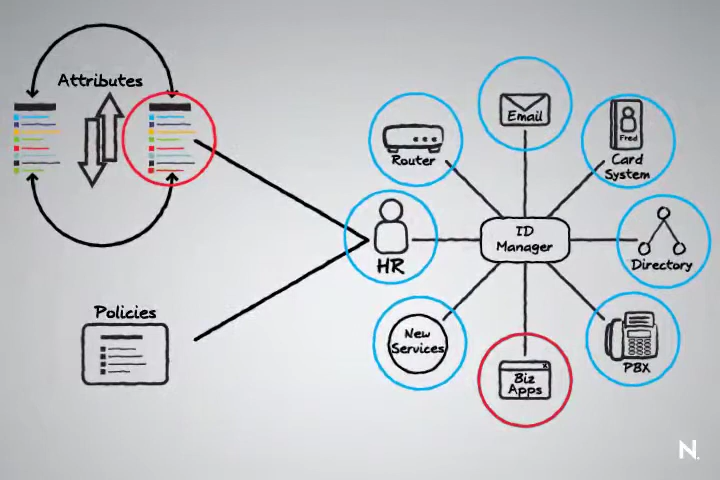 Attributes
Email
Router
Fred
Card
System
ID
Manager
HR
Directory
Policies
New
Services
Biz
Apps
PBX
N.